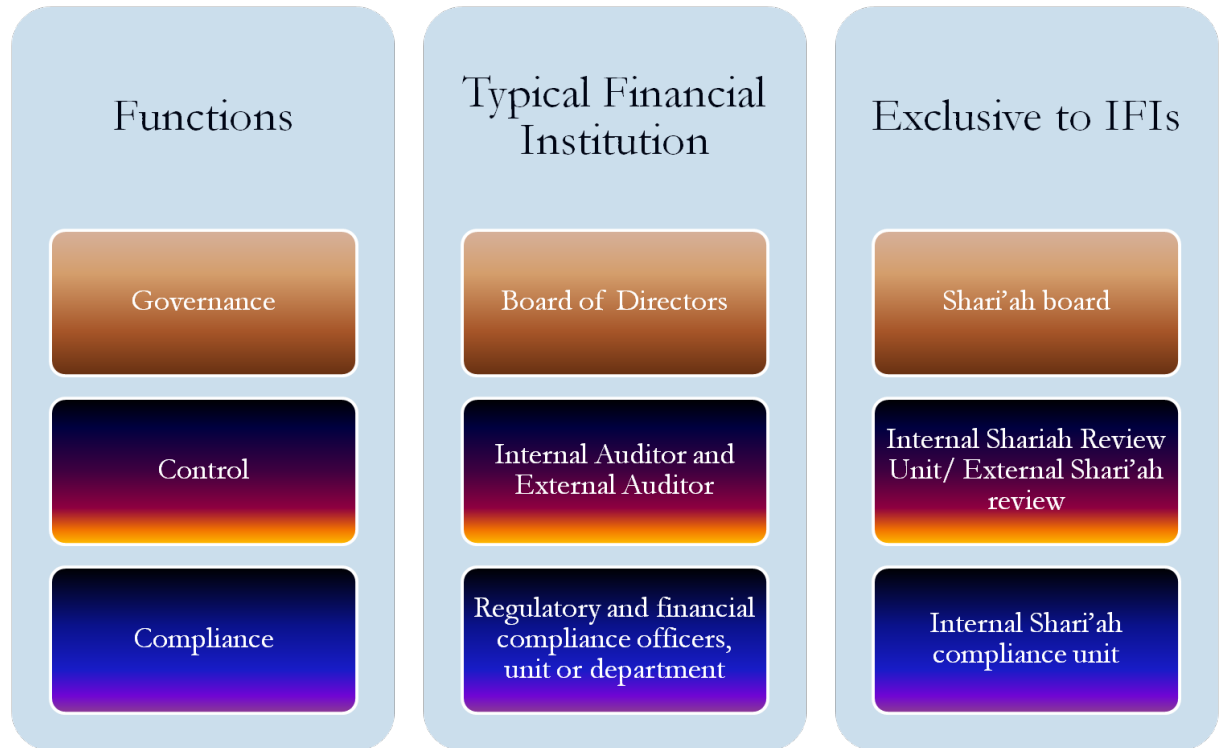 Functions
Governance
Control
Compliance
Typical Financial
Institution
Board of Directors
Internal Auditor and
External Auditor
Regulatory and financial
compliance officers,
unit or department
Exclusive to IFIs
Shari’ah board
Internal Shariah Review
Unit/ External Shari’ah
review
Internal Shari’ah
compliance unit